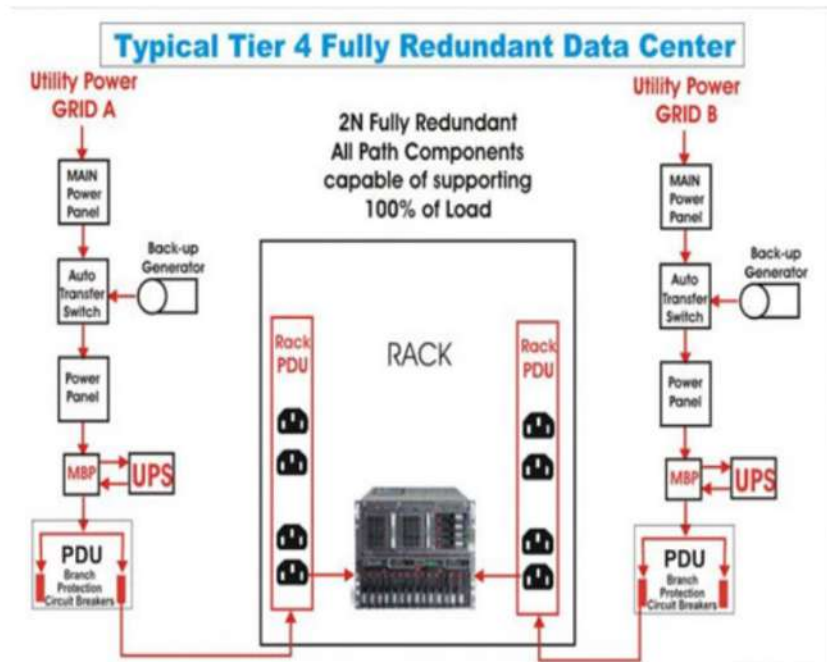 Typical Tier 4 Fully Redundant Data Center
Utility Power
GRID A
MAIN
Power
Panel
Auto
Transfer
Switch
Back-up
Generator
Power
Panel
MBP
UPS
PDU
Branch
Protection
Circuit Breakers
2N Fully Redundant
All Path Components
capable of supporting
100% of Load
Rack
PDU
RACK
Rack
PDU
Utility Power
GRID B
MAIN
Power
Panel
Auto
Transfer
Switch
Back-up
Generator
Power
Panel
MBP
UPS
PDU
Branch
Protection
Circuit Breakers